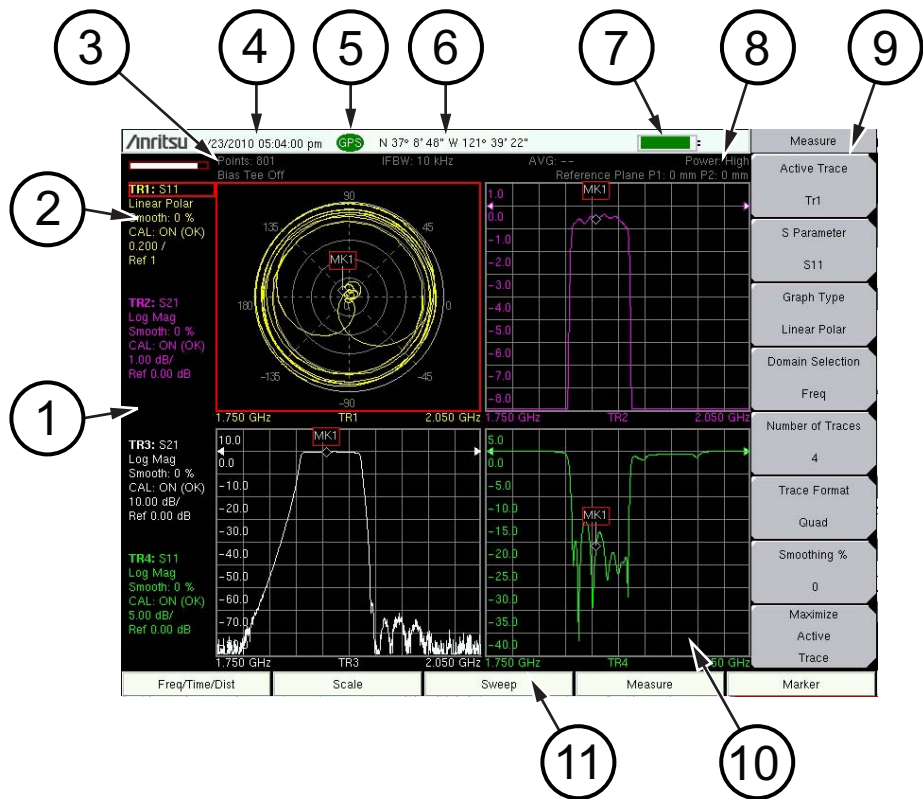 3
4
5
6
7
8
9
/inritsu /23/2010 05:04:00 pm GPS N 37° 8' 48" W 121° 39' 22"
Measure
Points: 801 IFBW: 10 kHz AVG: -- Power: High
Bias Tee Off Reference Plane P1: 0 mm P2: 0 mm
2
TR1: S11
Linear Polar
Smooth: 0 %
CAL: ON (OK)
0.200 /
Ref 1
90
135
45
MK1
180
0
-135
-45
-90
1.750 GHz TR1 2.050 GHz
MK1
1.0
0.0
-1.0
-2.0
-3.0
-4.0
-5.0
-6.0
-7.0
-8.0
1.750 GHz TR2 2.050 GHz
TR2: S21
Log Mag
Smooth: 0 %
CAL: ON (OK)
1.00 dB/
Ref 0.00 dB
1
TR3: S21
Log Mag
Smooth: 0 %
CAL: ON (OK)
10.00 dB/
Ref 0.00 dB
MK1
10.0
0.0
-10.0
-20.0
-30.0
-40.0
-50.0
-60.0
-70.0
1.750 GHz TR3 2.050 GHz
TR4: S11
Log Mag
Smooth: 0 %
CAL: ON (OK)
5.00 dB/
Ref 0.00 dB
MK1
5.0
0.0
-5.0
-10.0
-15.0
-20.0
-25.0
-30.0
-35.0
-40.0
1.750 GHz TR4 50 GHz
Active Trace
Tr1
S Parameter
S11
Graph Type
Linear Polar
Domain Selection
Freq
Number of Traces
4
Trace Format
Quad
Smoothing %
0
Maximize
Active
Trace
Freq/Time/Dist Scale Sweep Measure Marker
11
10